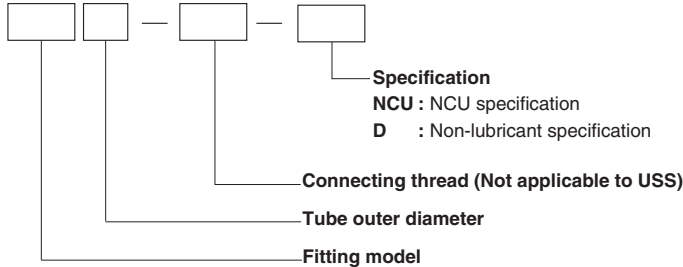 Specification
NCU : NCU specification
D : Non-lubricant specification
Connecting thread (Not applicable to USS)
Tube outer diameter
Fitting model